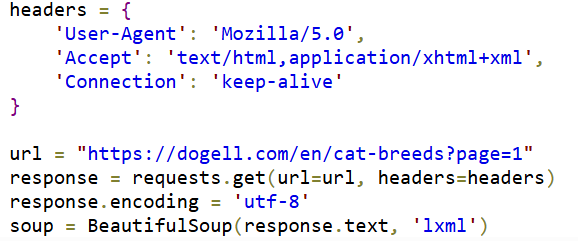 headers = {
    'User-Agent': 'Mozilla/5.0',
    'Accept': 'text/html,application/xhtml+xml',
    'Connection': 'keep-alive'
}
url = "https://dogell.com/en/cat-breeds?page=1"
response = requests.get(url=url, headers=headers)
response.encoding = 'utf-8'
soup = BeautifulSoup(response.text, 'lxml')